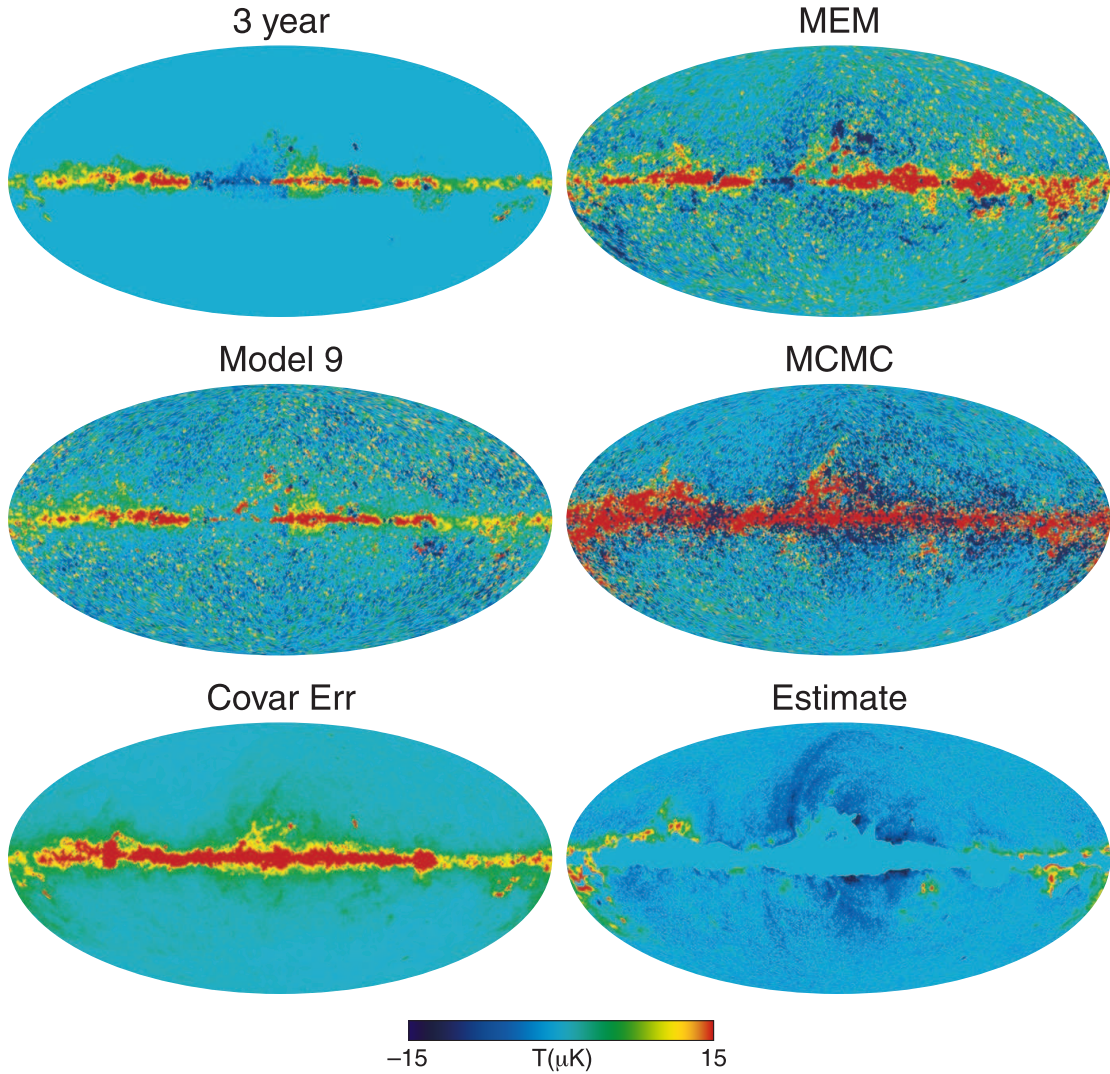 3 year
MEM
Model 9
MCMC
Covar Err
Estimate
−15 T(μK) 15